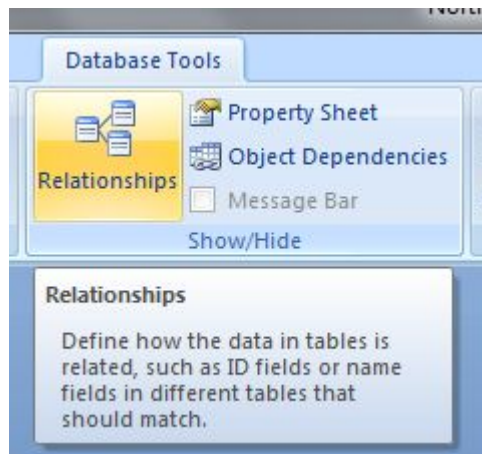 Database Tools
Relationships
Property Sheet
Object Dependencies
Message Bar
Show/Hide
Relationships
Define how the data in tables is
related, such as ID fields or name
fields in different tables that
should match.